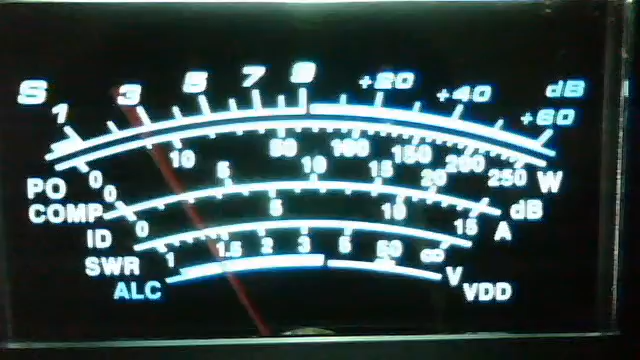 S 1 3 5 7 9 +20 +40 +60 dB
PO 0 10 50 100 150 200 250 W
COMP 0 5 10 15 20 dB
ID 0 5 10 15 A
SWR 1 1.5 2 3 5 50 ∞
ALC V VDD